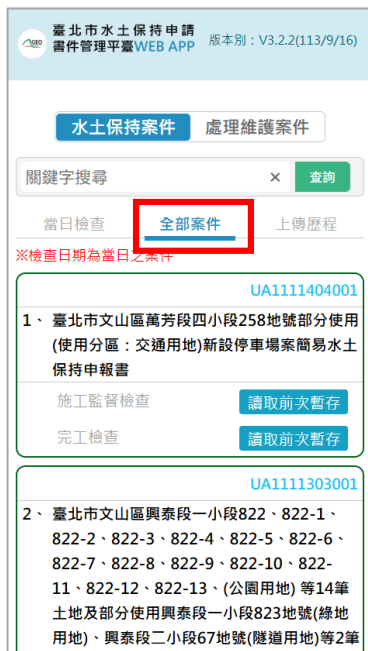 臺北市水土保持申請
書件管理平臺WEB APP
版本別：V3.2.2(113/9/16)
AGEO
水土保持案件 處理維護案件
關鍵字搜尋 × 查詢
當日檢查 全部案件 上傳歷程
※檢查日期為當日之案件
UA1111404001
1、 臺北市文山區萬芳段四小段258地號部分使用
(使用分區：交通用地)新設停車場案簡易水土
保持申報書
施工監督檢查 讀取前次暫存
完工檢查 讀取前次暫存
UA1111303001
2、 臺北市文山區興泰段一小段822、822-1、
822-2、822-3、822-4、822-5、822-6、
822-7、822-8、822-9、822-10、822-
11、822-12、822-13、(公園用地) 等14筆
土地及部分使用興泰段一小段823地號(綠地
用地)、興泰段二小段67地號(隧道用地)等2筆